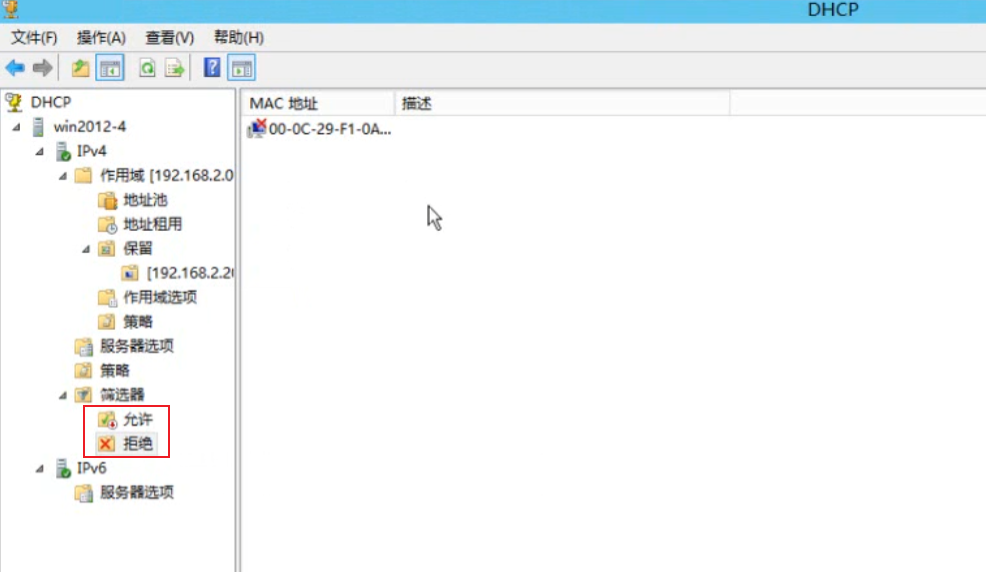 DHCP
文件(F) 操作(A) 查看(V) 帮助(H)
DHCP
win2012-4
IPv4
作用域 [192.168.2.0
地址池
地址租用
保留
[192.168.2.20
作用域选项
策略
服务器选项
策略
筛选器
允许
拒绝
IPv6
服务器选项
MAC 地址 描述
00-0C-29-F1-0A...